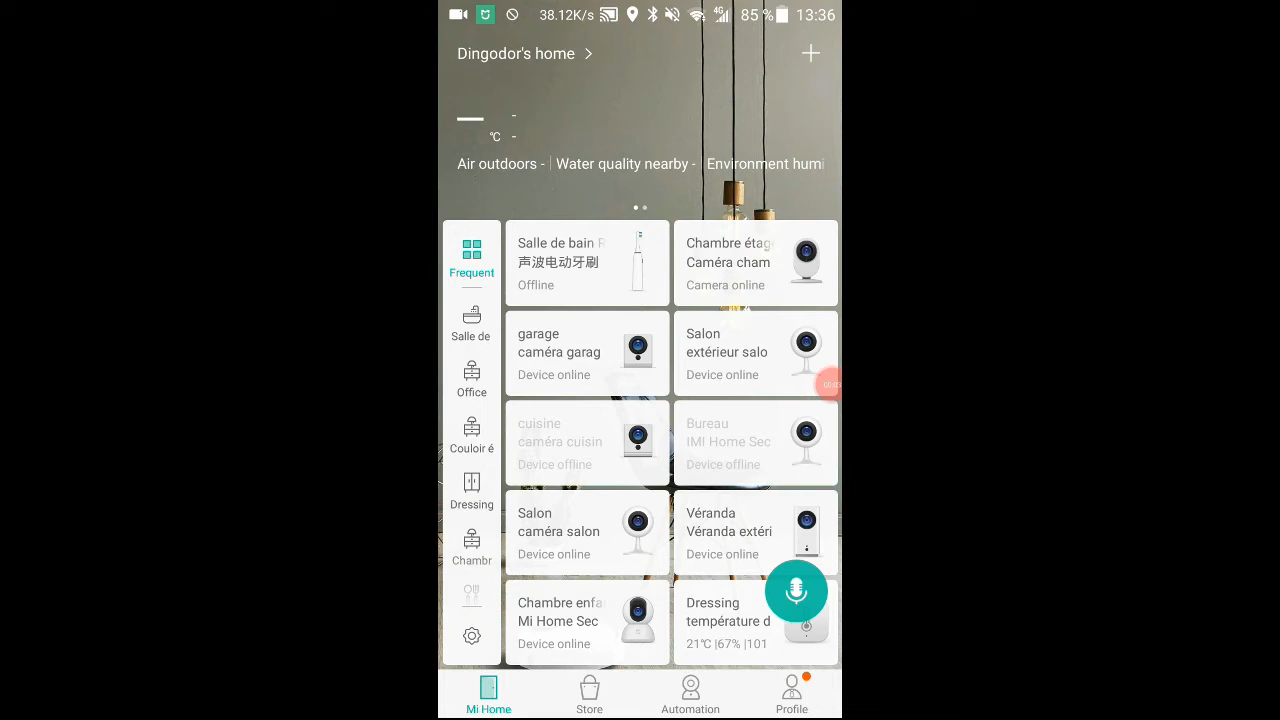 38.12K/s 4G 85 % 13:36
Dingodor's home
℃ -
-
Air outdoors - Water quality nearby - Environment humi
Frequent
Salle de
Office
Couloir é
Dressing
Chambr
Salle de bain R
声波电动牙刷
Offline
Chambre étag
Caméra cham
Camera online
garage
caméra garag
Device online
Salon
extérieur salo
Device online
00:03
cuisine
caméra cuisin
Device offline
Bureau
IMI Home Sec
Device offline
Salon
caméra salon
Device online
Véranda
Véranda extéri
Device online
Chambre enfa
Mi Home Sec
Device online
Dressing
température d
21℃ |67% |101
Mi Home
Store
Automation
Profile